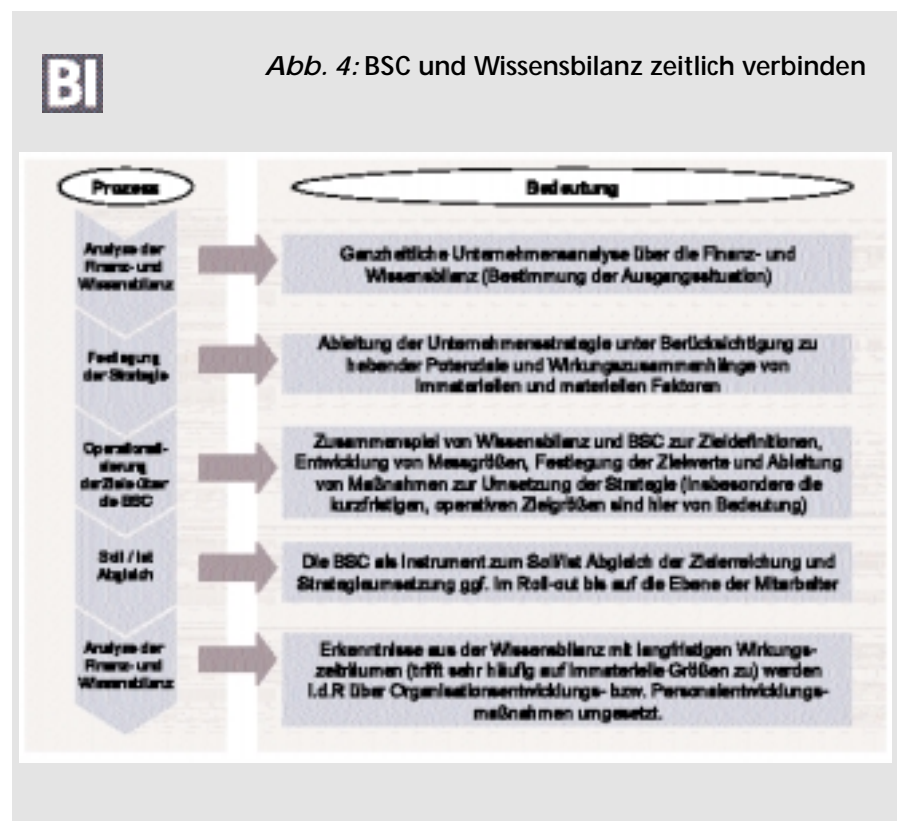 BI
Abb. 4: BSC und Wissensbilanz zeitlich verbinden
Prozess
Bedeutung
Analyse der
Finanz- und
Wissensbilanz
Ganzheitliche Unternehmensanalyse über die Finanz- und
Wissensbilanz (Bestimmung der Ausgangssituation)
Festlegung
der Strategie
Ableitung der Unternehmensstrategie unter Berücksichtigung zu
hebender Potenziale und Wirkungszusammenhänge von
immateriellen und materiellen Faktoren
Operationali-
sierung
der Ziele über
die BSC
Zusammenspiel von Wissensbilanz und BSC zur Zieldefinitionen,
Entwicklung von Messgrößen, Festlegung der Zielwerte und Ableitung
von Maßnahmen zur Umsetzung der Strategie (insbesondere die
kurzfristigen, operativen Zielgrößen sind hier von Bedeutung)
Soll / Ist
Abgleich
Die BSC als Instrument zum Soll/Ist Abgleich der Zielerreichung und
Strategieumsetzung ggf. im Roll-out bis auf die Ebene der Mitarbeiter
Analyse der
Finanz- und
Wissensbilanz
Erkenntnisse aus der Wissensbilanz mit langfristigen Wirkungs-
zeiträumen (trifft sehr häufig auf immaterielle Größen zu) werden
i.d.R über Organisationsentwicklungs- bzw. Personalentwicklungs-
maßnahmen umgesetzt.